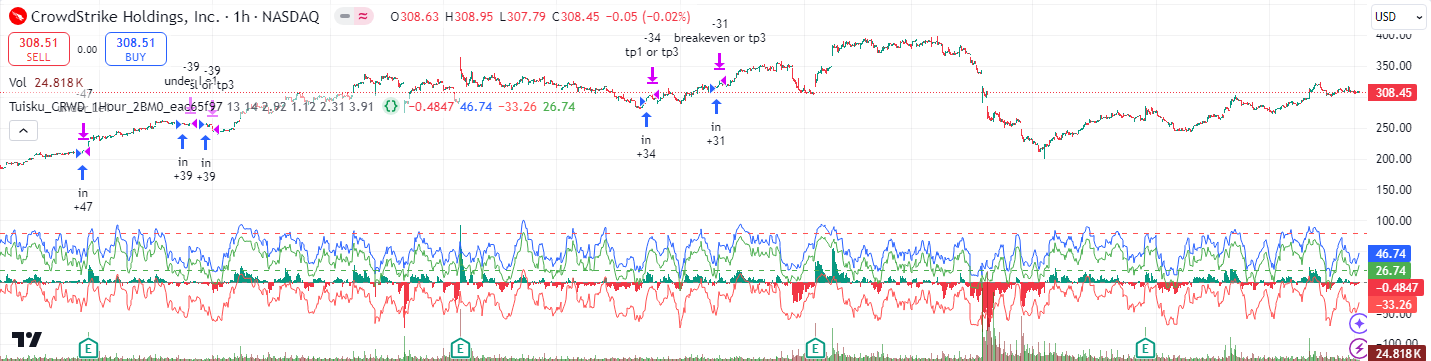 CrowdStrike Holdings, Inc. · 1h · NASDAQ O308.63 H308.95 L307.79 C308.45 −0.05 (−0.02%)
USD
308.51
SELL
0.00
308.51
BUY
Vol 24.818 K
Tuisku_CRWD_1Hour_2BM0_eac65f97 13 14 2.92 1.12 2.31 3.91 −0.4847 46.74 −33.26 26.74
-47
in
+47
-39
in
+39
-39
sl or tp3
in
+39
-34
tp1 or tp3
in
+34
-31
breakeven or tp3
in
+31
400.00
350.00
308.45
250.00
200.00
150.00
100.00
46.74
26.74
−0.4847
−33.26
−50.00
−100.00
24.818 K
E
E
E
E